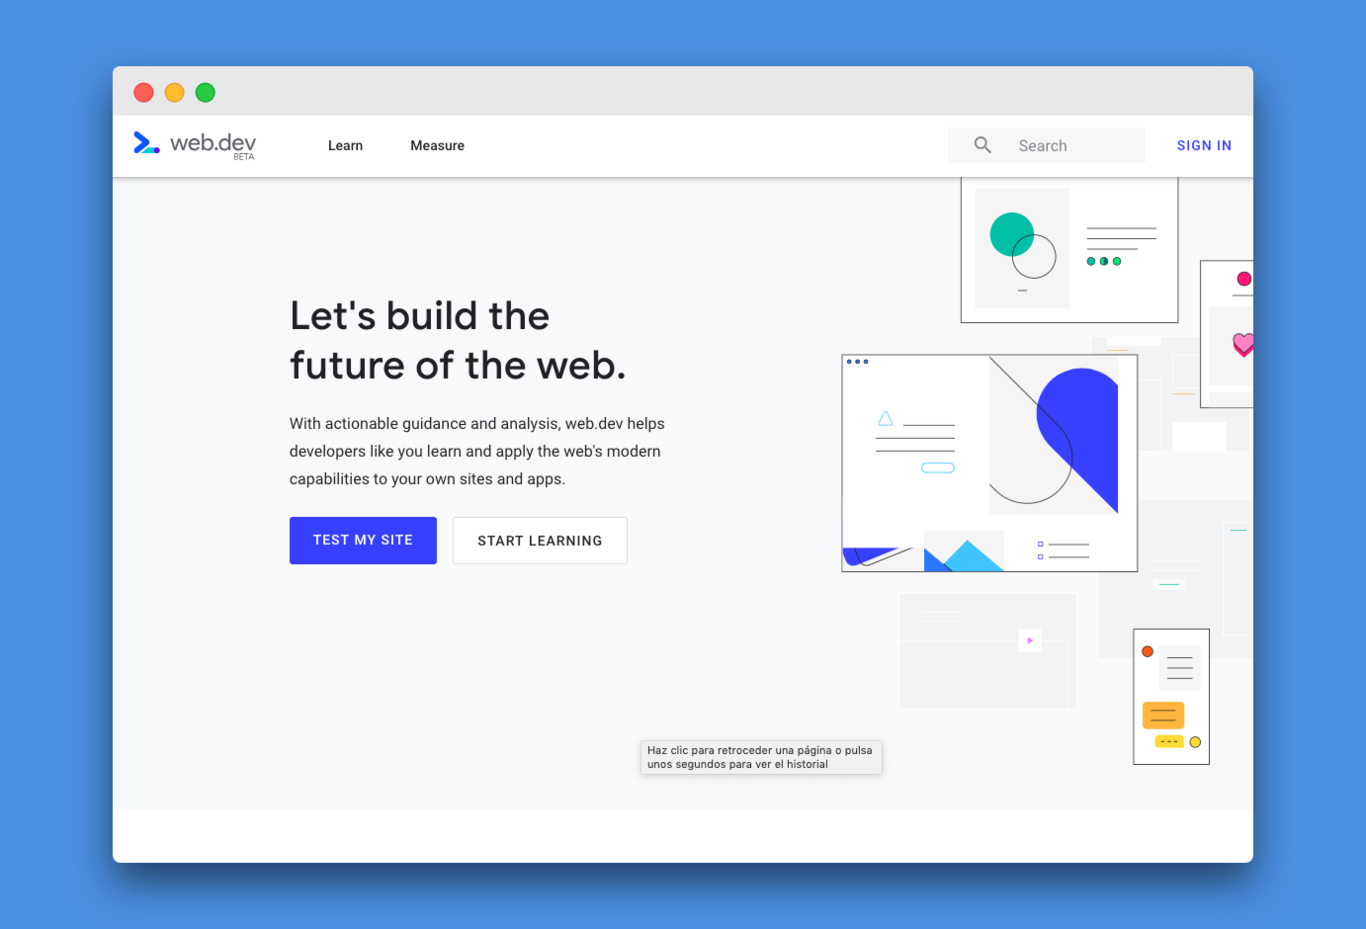 web.dev
BETA
Learn
Measure
Search
SIGN IN
Let's build the
future of the web.
With actionable guidance and analysis, web.dev helps
developers like you learn and apply the web's modern
capabilities to your own sites and apps.
TEST MY SITE
START LEARNING
Haz clic para retroceder una página o pulsa
unos segundos para ver el historial